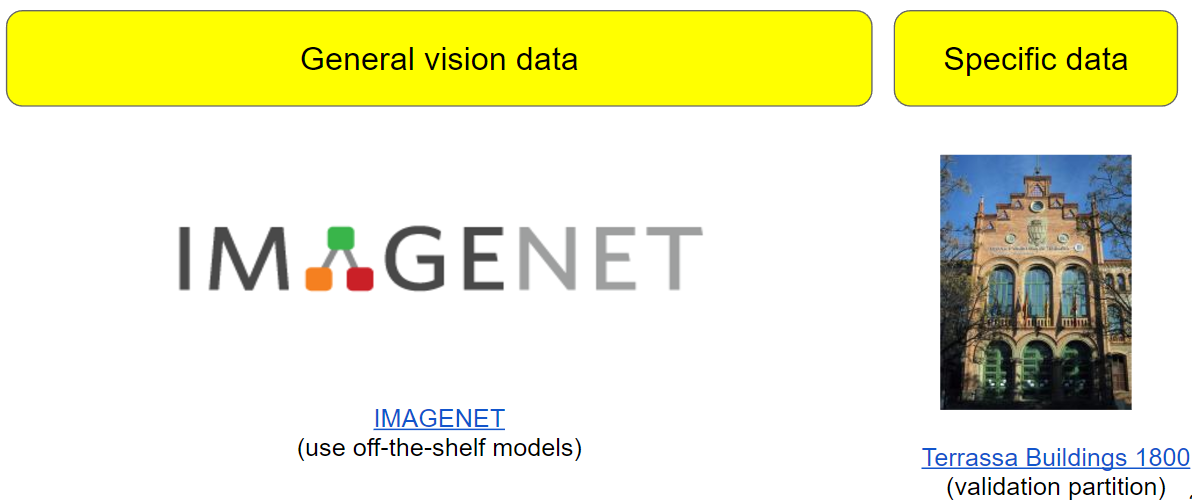 General vision data
Specific data
IMAGENET
IMAGENET
(use off-the-shelf models)
Terrassa Buildings 1800
(validation partition)